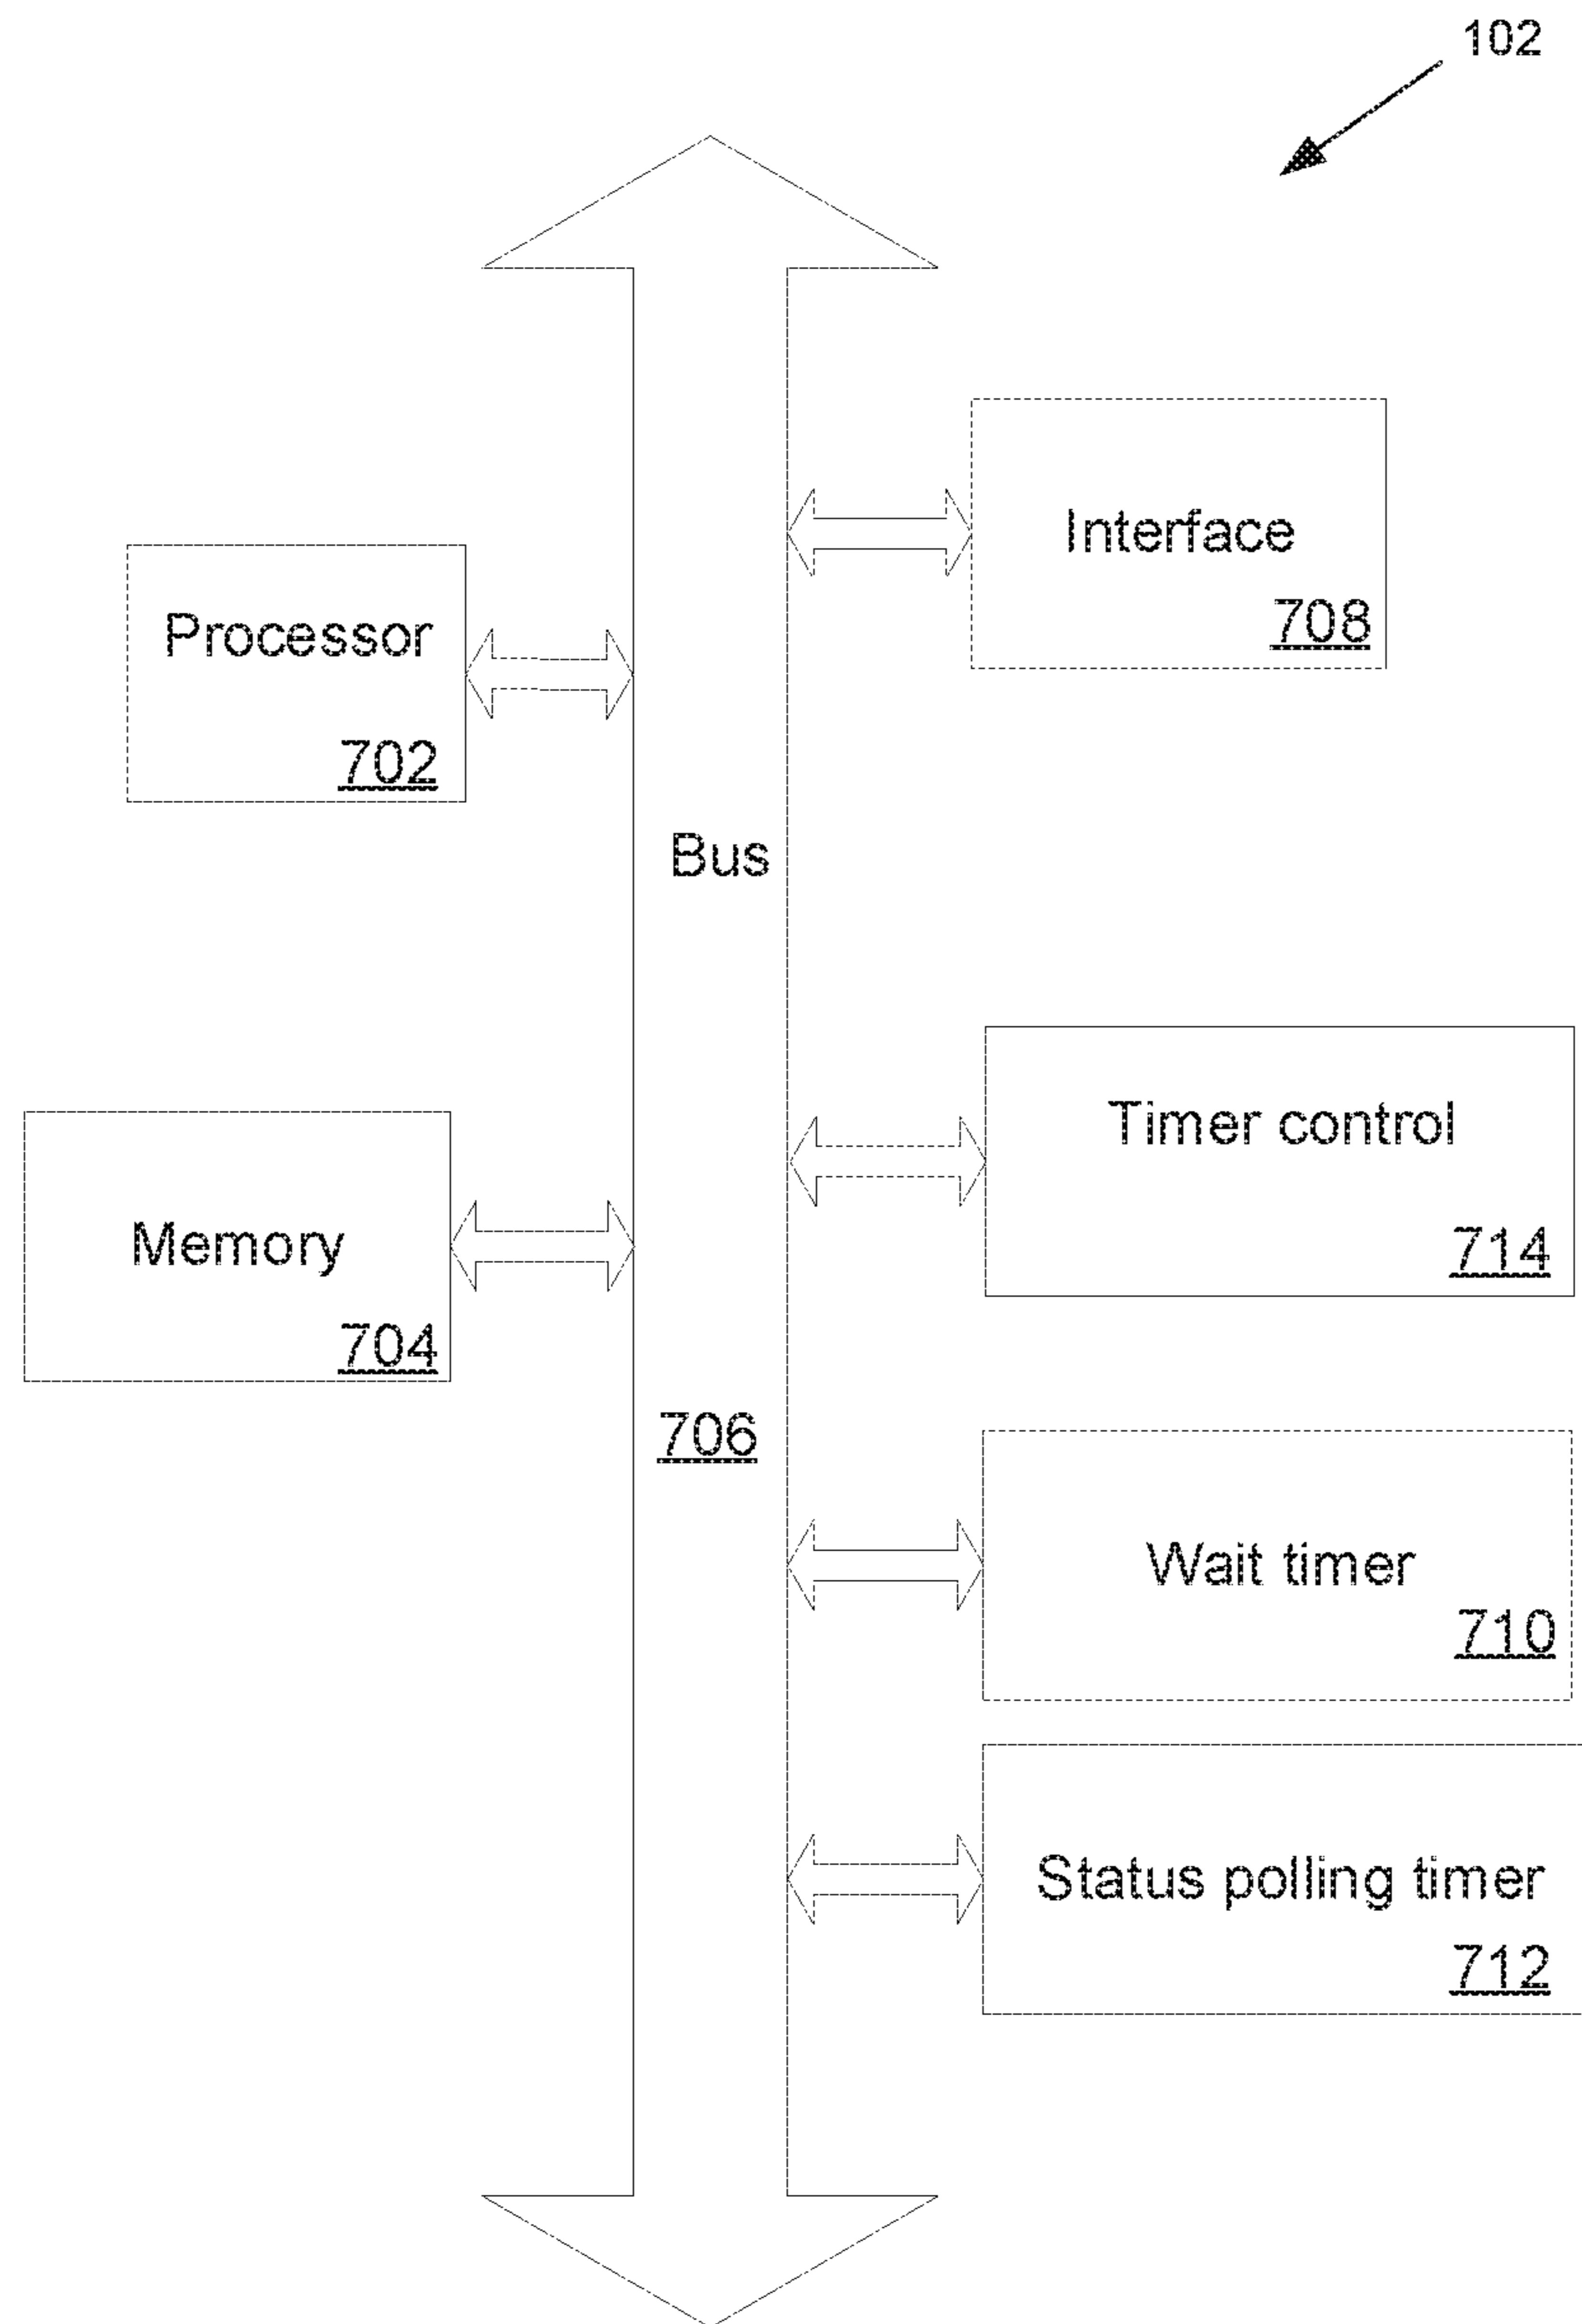 102
Interface
708
Processor
702
Bus
Timer control
714
Memory
704
706
Wait timer
710
Status polling timer
712